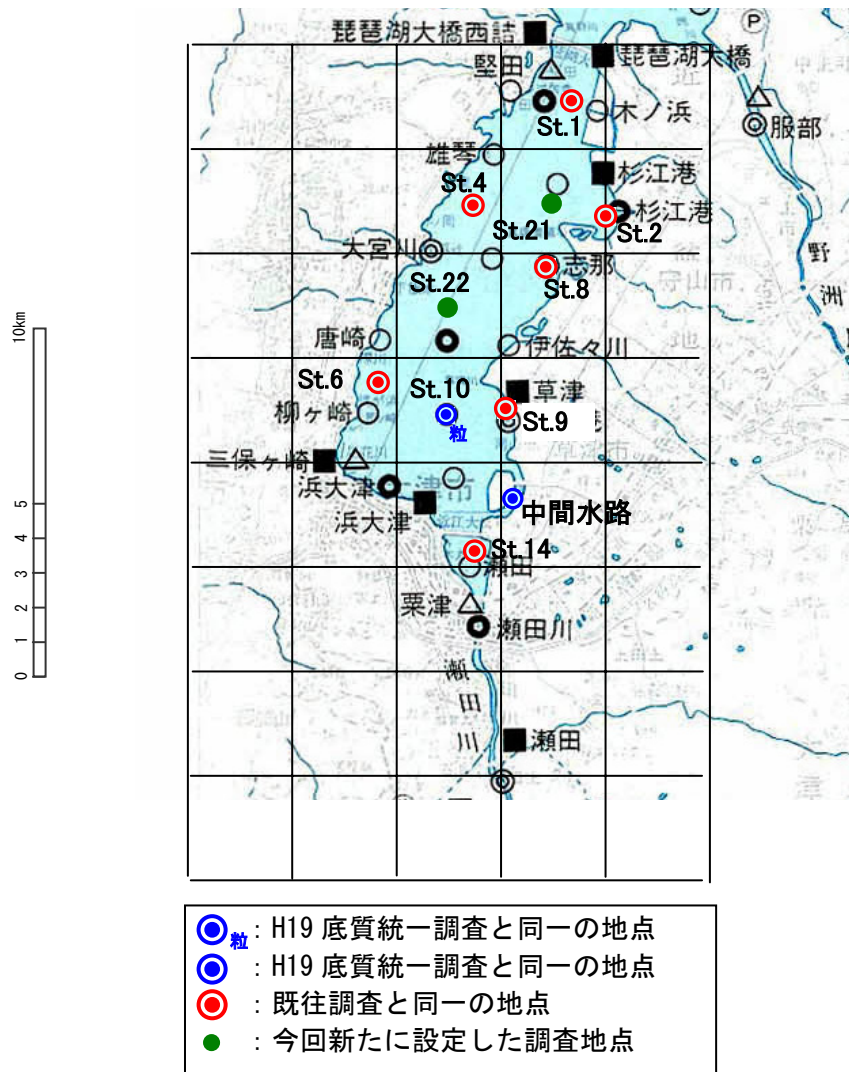 琵琶湖大橋西詰
P
琵琶湖大橋
堅田
St.1
木ノ浜
服部
雄琴
杉江港
St.4
杉江港
St.21
St.2
大宮川
志那
St.8
守山市
野
洲
St.22
10km
唐崎
伊佐々川
St.6
St.10
草津
柳ヶ崎
粒
St.9
草津市
三保ヶ崎
浜大津
大津市
浜大津
中間水路
5
4
3
2
1
0
St.14
瀬田
粟津
瀬田川
瀬
田
川
瀬田
粒：H19 底質統一調査と同一の地点
：H19 底質統一調査と同一の地点
：既往調査と同一の地点
：今回新たに設定した調査地点